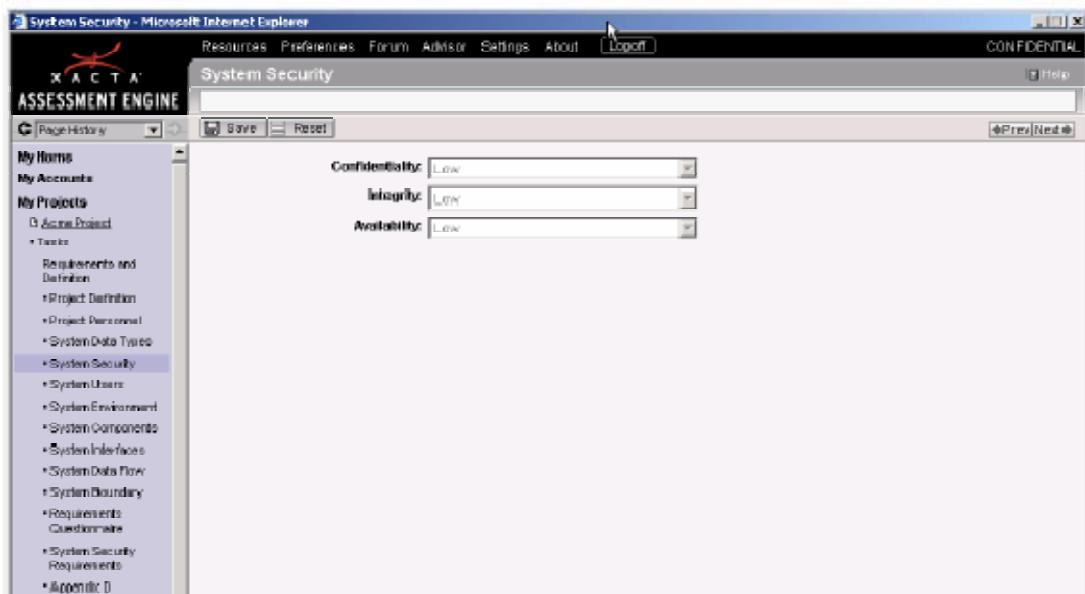 System Security - Microsoft Internet Explorer
Resources Preferences Forum Advisor Settings About Logoff CONFIDENTIAL
XACTA
ASSESSMENT ENGINE
System Security
Help
Page History
Save Reset
Prev Next
My Home
My Accounts
My Projects
Acme Project
Tasks
Requirements and
Definition
Project Definition
Project Personnel
System Data Types
System Security
System Users
System Environment
System Components
System Interfaces
System Data Flow
System Boundary
Requirements
Questionnaire
System Security
Requirements
Appendix D
Confidentiality: Low
Integrity: Low
Availability: Low